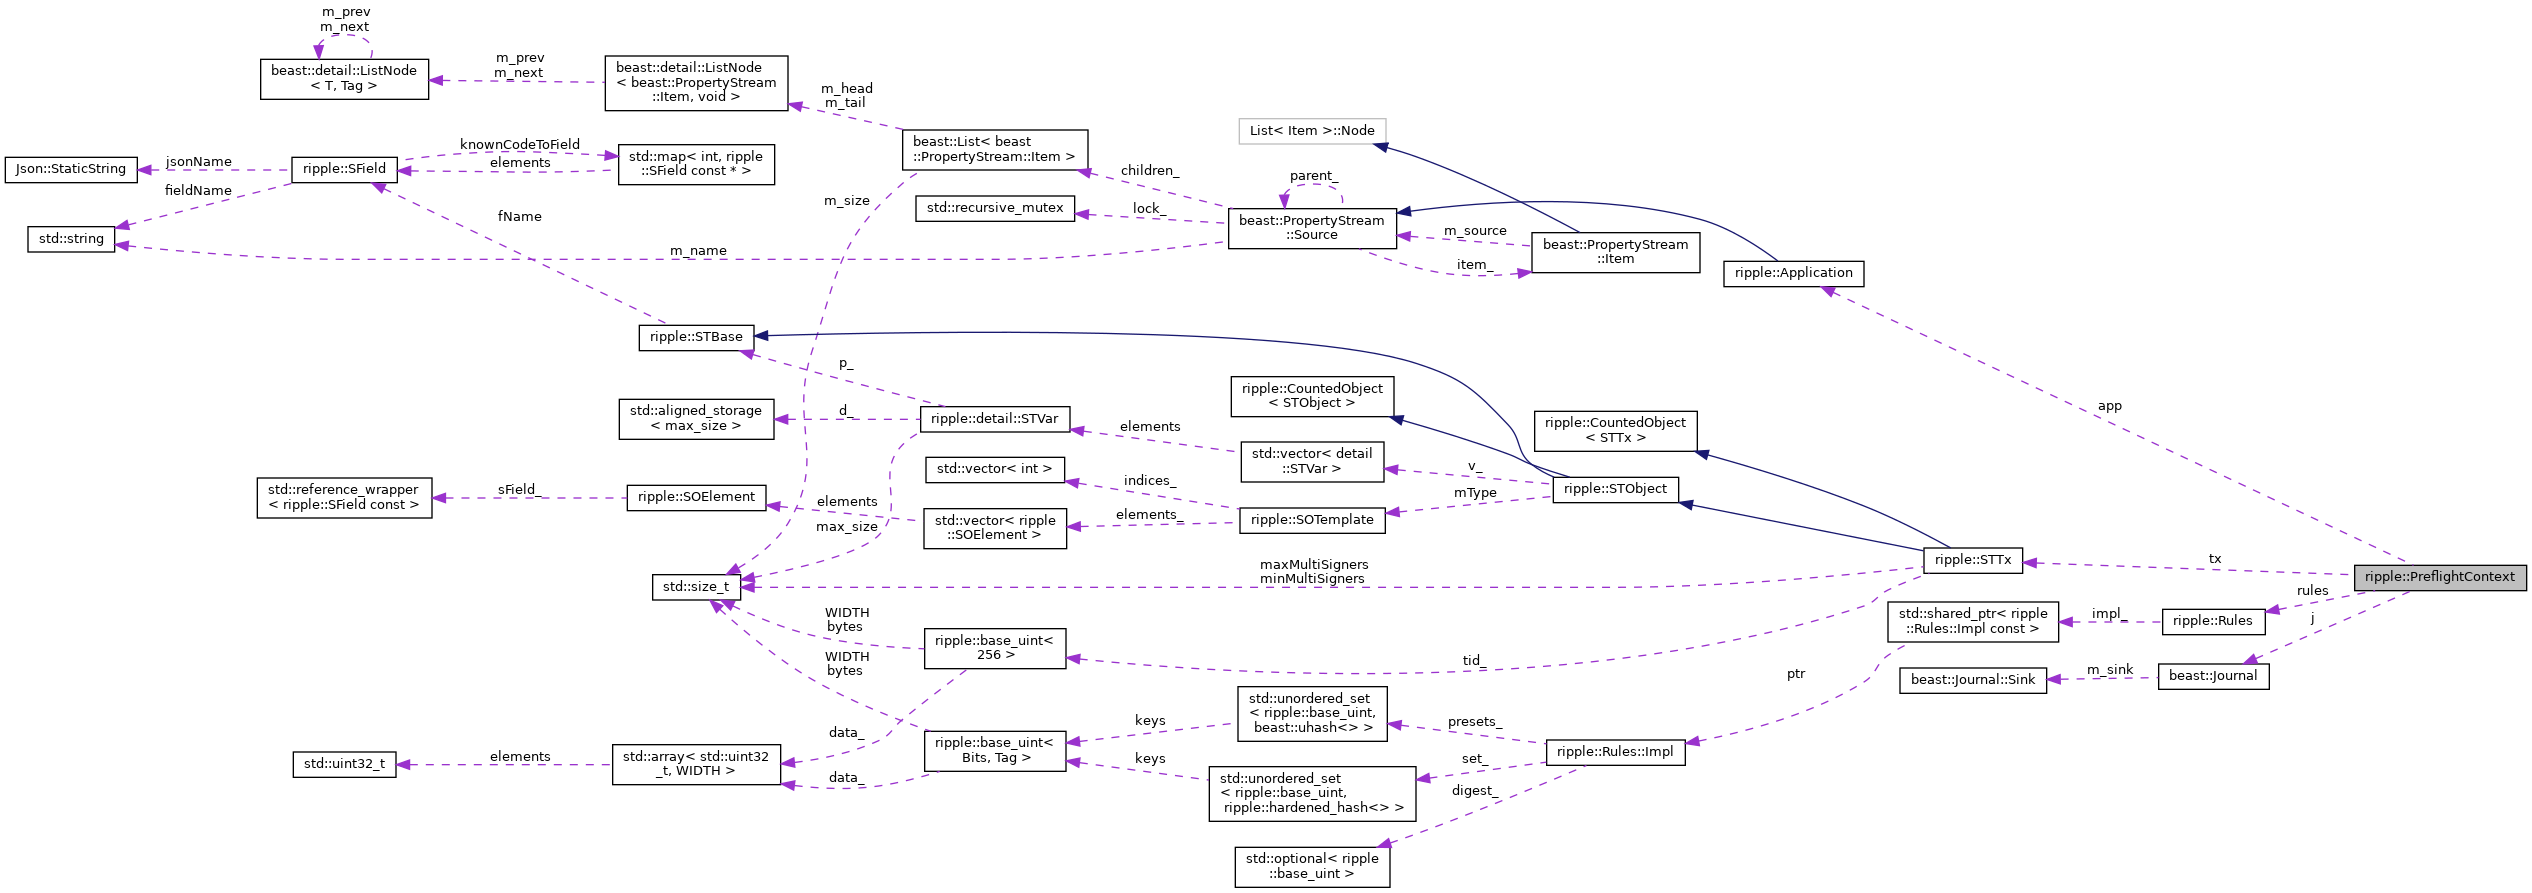 m_prev
m_next
beast::detail::ListNode
< T, Tag >
m_prev
m_next
beast::detail::ListNode
< beast::PropertyStream
::Item, void >
m_head
m_tail
beast::List< beast
::PropertyStream::Item >
List< Item >::Node
Json::StaticString
jsonName
fieldName
ripple::SField
knownCodeToField
elements
std::map< int, ripple
::SField const * >
std::string
fName
m_size
m_name
std::recursive_mutex
children_
lock_
parent_
beast::PropertyStream
::Source
m_source
item_
beast::PropertyStream
::Item
ripple::Application
app
ripple::STBase
p_
d_
std::aligned_storage
< max_size >
ripple::detail::STVar
elements
ripple::CountedObject
< STObject >
std::vector< detail
::STVar >
ripple::CountedObject
< STTx >
v_
mType
ripple::STObject
std::vector< int >
indices_
elements_
ripple::SOTemplate
std::reference_wrapper
< ripple::SField const >
sField_
ripple::SOElement
elements
max_size
std::vector< ripple
::SOElement >
std::size_t
maxMultiSigners
minMultiSigners
ripple::STTx
tx
ripple::PreflightContext
rules
j
WIDTH
bytes
ripple::base_uint<
256 >
WIDTH
bytes
tid_
std::shared_ptr< ripple
::Rules::Impl const >
impl_
ripple::Rules
beast::Journal::Sink
m_sink
beast::Journal
ptr
std::uint32_t
elements
std::array< std::uint32
_t, WIDTH >
data_
data_
ripple::base_uint<
Bits, Tag >
keys
keys
std::unordered_set
< ripple::base_uint,
beast::uhash<> >
presets_
set_
digest_
ripple::Rules::Impl
std::unordered_set
< ripple::base_uint,
ripple::hardened_hash<> >
std::optional< ripple
::base_uint >